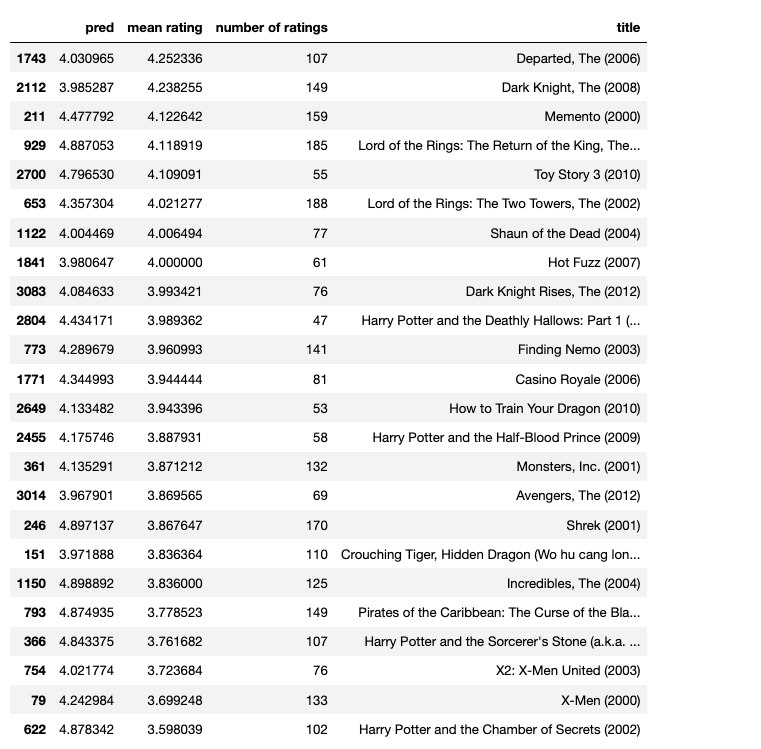 pred mean rating number of ratings title
1743 4.030965 4.252336 107 Departed, The (2006)
2112 3.985287 4.238255 149 Dark Knight, The (2008)
211 4.477792 4.122642 159 Memento (2000)
929 4.887053 4.118919 185 Lord of the Rings: The Return of the King, The...
2700 4.796530 4.109091 55 Toy Story 3 (2010)
653 4.357304 4.021277 188 Lord of the Rings: The Two Towers, The (2002)
1122 4.004469 4.006494 77 Shaun of the Dead (2004)
1841 3.980647 4.000000 61 Hot Fuzz (2007)
3083 4.084633 3.993421 76 Dark Knight Rises, The (2012)
2804 4.434171 3.989362 47 Harry Potter and the Deathly Hallows: Part 1 (...
773 4.289679 3.960993 141 Finding Nemo (2003)
1771 4.344993 3.944444 81 Casino Royale (2006)
2649 4.133482 3.943396 53 How to Train Your Dragon (2010)
2455 4.175746 3.887931 58 Harry Potter and the Half-Blood Prince (2009)
361 4.135291 3.871212 132 Monsters, Inc. (2001)
3014 3.967901 3.869565 69 Avengers, The (2012)
246 4.897137 3.867647 170 Shrek (2001)
151 3.971888 3.836364 110 Crouching Tiger, Hidden Dragon (Wo hu cang lon...
1150 4.898892 3.836000 125 Incredibles, The (2004)
793 4.874935 3.778523 149 Pirates of the Caribbean: The Curse of the Bla...
366 4.843375 3.761682 107 Harry Potter and the Sorcerer's Stone (a.k.a. ...
754 4.021774 3.723684 76 X2: X-Men United (2003)
79 4.242984 3.699248 133 X-Men (2000)
622 4.878342 3.598039 102 Harry Potter and the Chamber of Secrets (2002)